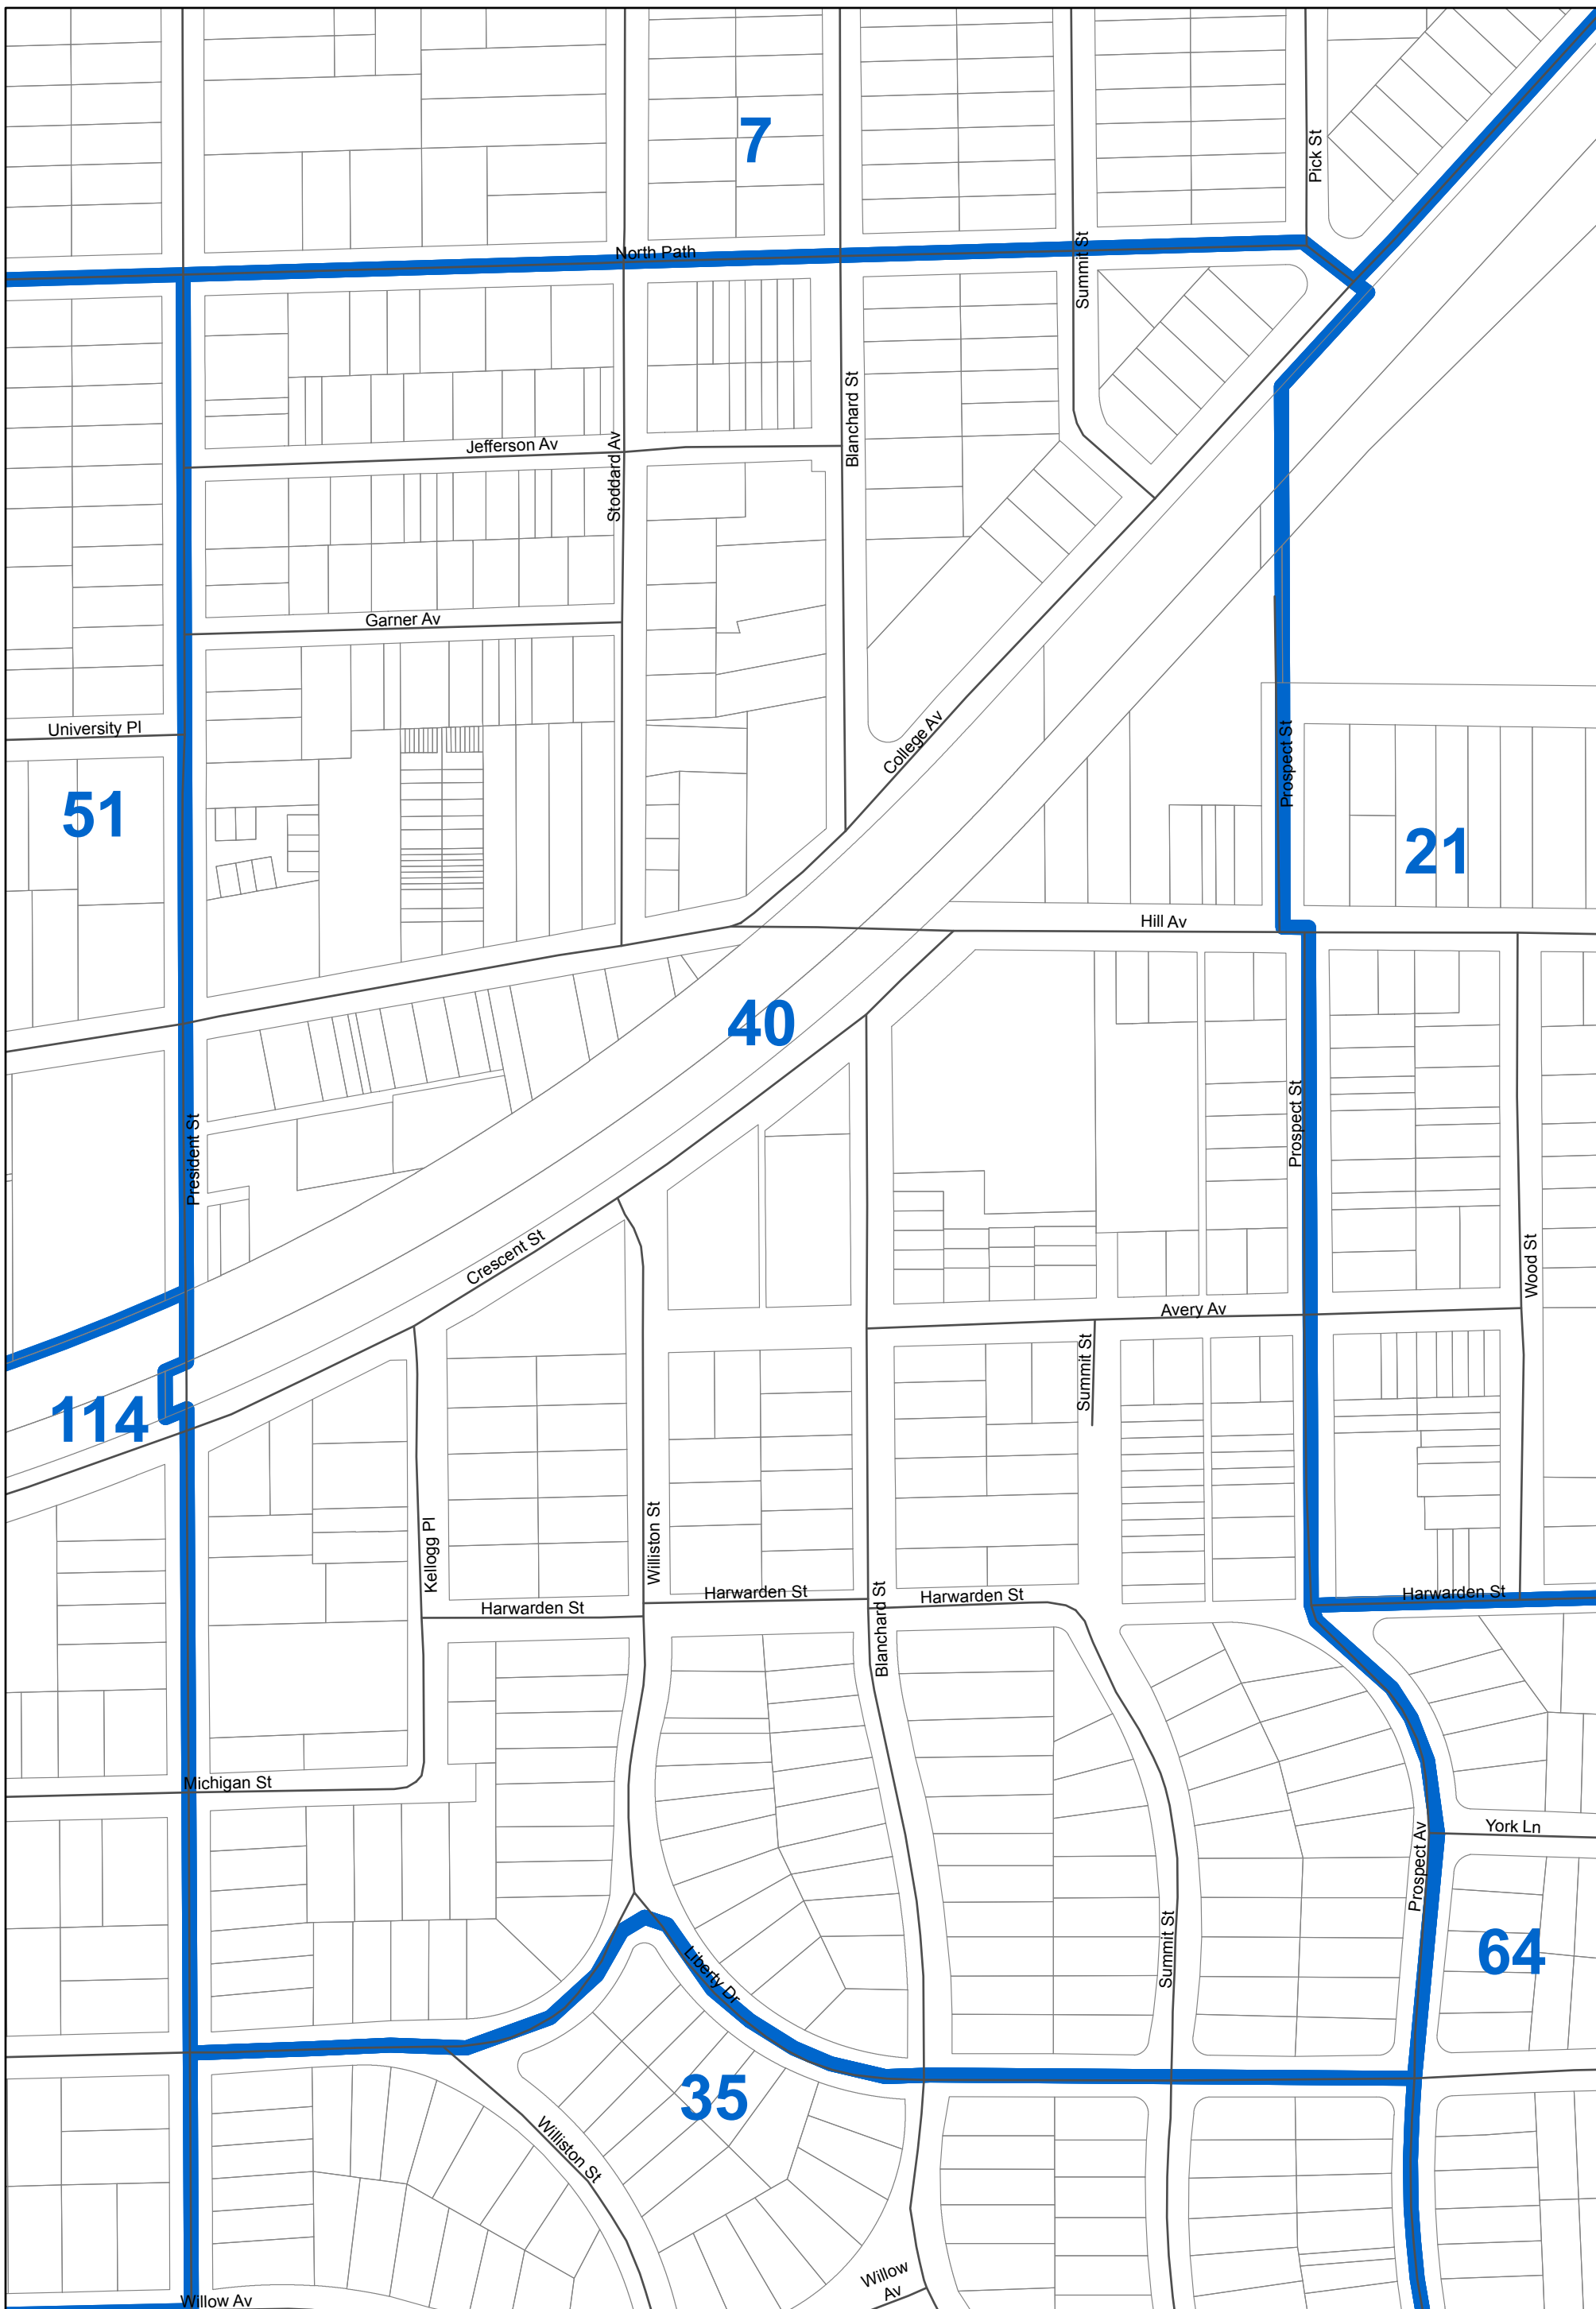 7
Pick St
North Path
Summit St
Blanchard St
Jefferson Av
Stoddard Av
Garner Av
University Pl
College Av
Prospect St
51
21
Hill Av
40
President St
Prospect St
Crescent St
Wood St
Avery Av
Summit St
114
Kellogg Pl
Williston St
Harwarden St
Harwarden St
Harwarden St
Harwarden St
Blanchard St
Michigan St
York Ln
Prospect Av
Summit St
64
Liberty Dr
35
Williston St
Willow
Av
Willow Av